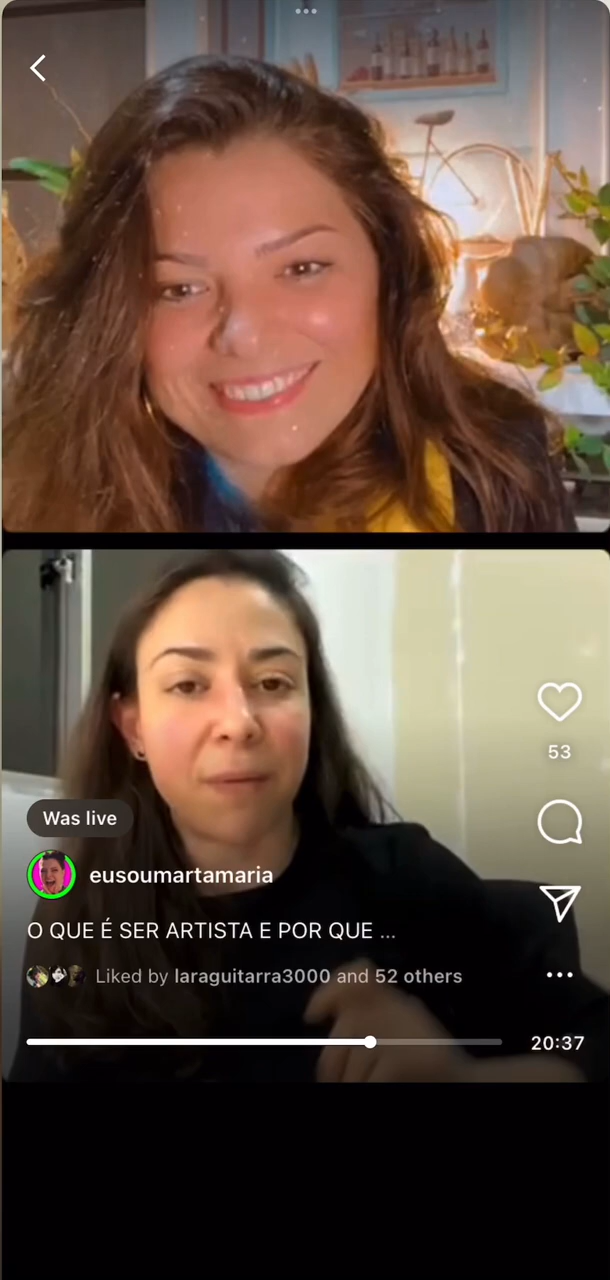 53
Was live
eusoumartamaria
O QUE É SER ARTISTA E POR QUE ...
Liked by laraguitarra3000 and 52 others
20:37